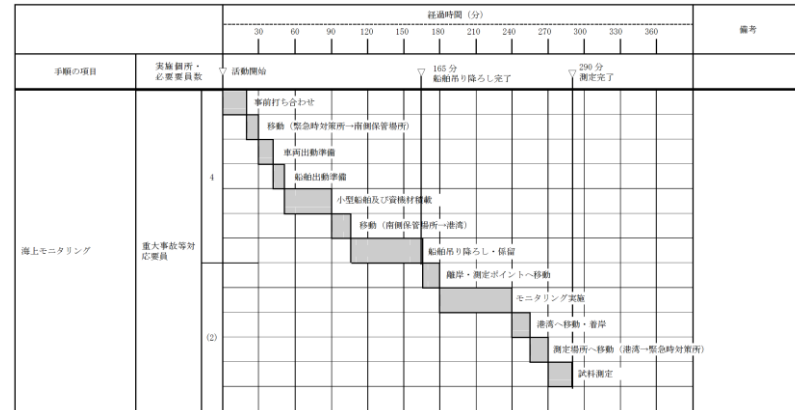 経過時間（分）
備考
30 60 90 120 150 180 210 240 270 300 330 360
手順の項目
実施個所・
必要要員数
活動開始
165 分
船舶吊り降ろし完了
290 分
測定完了
海上モニタリング
重大事故等対
応要員
4
(2)
事前打ち合わせ
移動（緊急時対策所→南側保管場所）
車両出動準備
船舶出動準備
小型船舶及び資機材積載
移動（南側保管場所→港湾）
船舶吊り降ろし・係留
離岸・測定ポイントへ移動
モニタリング実施
港湾へ移動・着岸
測定場所へ移動（港湾→緊急時対策所）
試料測定